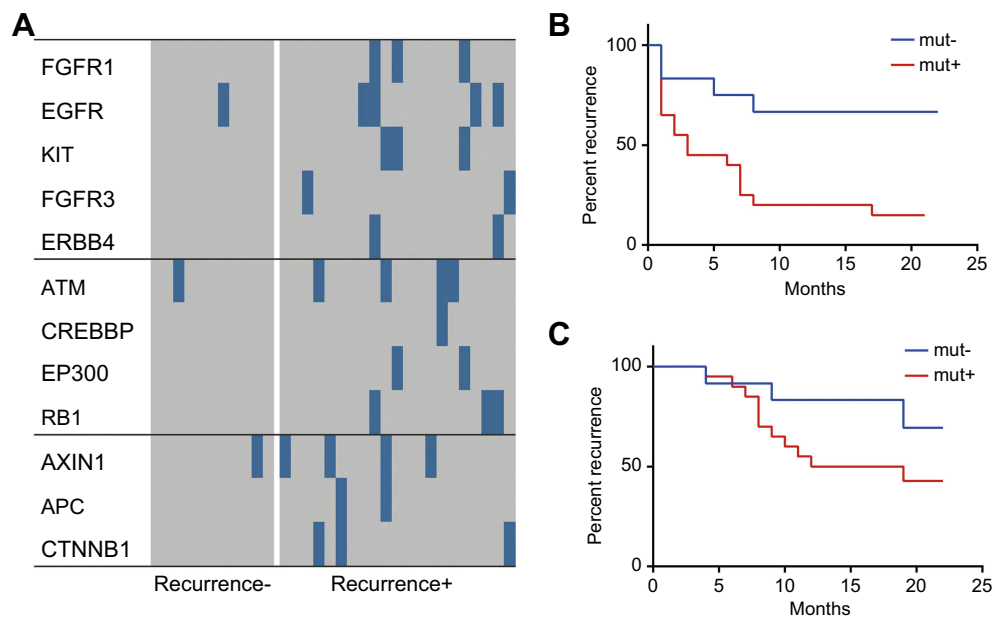 A
FGFR1
EGFR
KIT
FGFR3
ERBB4
ATM
CREBBP
EP300
RB1
AXIN1
APC
CTNNB1
Recurrence- Recurrence+
B
mut-
mut+
Percent recurrence
100
50
0
0 5 10 15 20 25
Months
C
mut-
mut+
Percent recurrence
100
50
0
0 5 10 15 20 25
Months